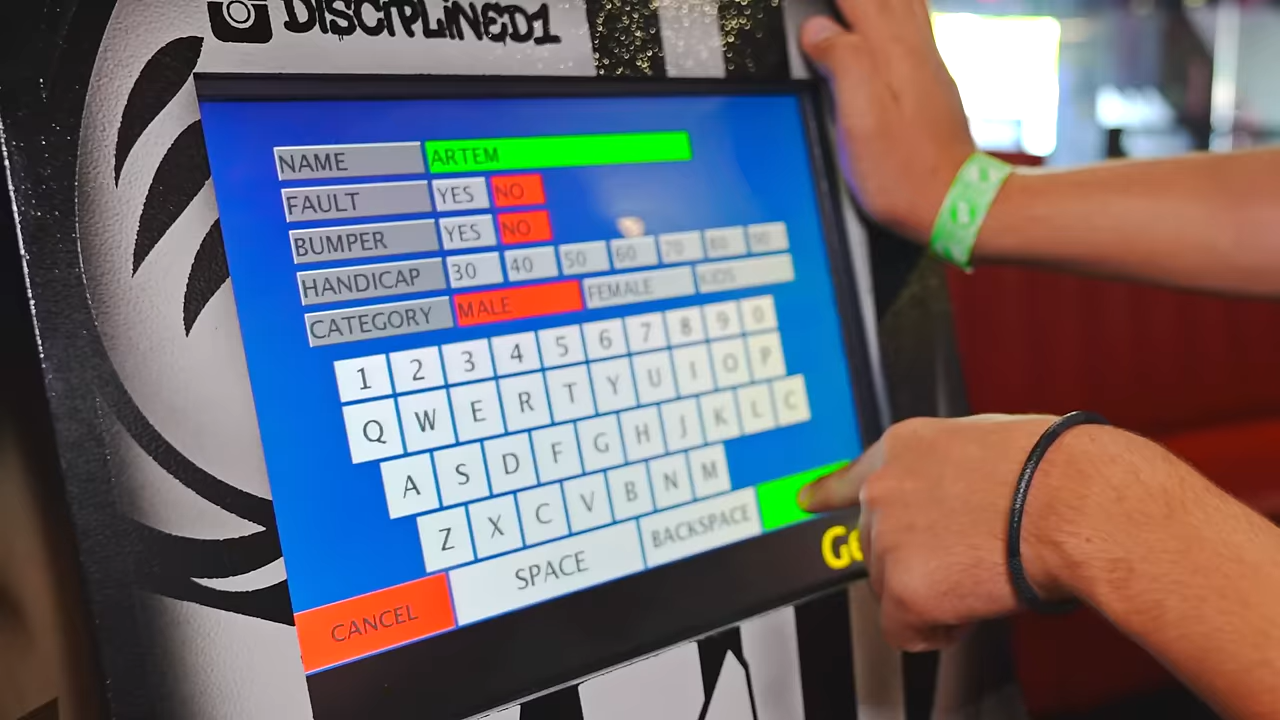 DISCIPLINED1
NAME ARTEM
FAULT YES NO
BUMPER YES NO
HANDICAP 30 40 50 60 70 80 90
CATEGORY MALE FEMALE KIDS
1 2 3 4 5 6 7 8 9 0
Q W E R T Y U I O P
A S D F G H J K L C
Z X C V B N M
CANCEL SPACE BACKSPACE
Ge